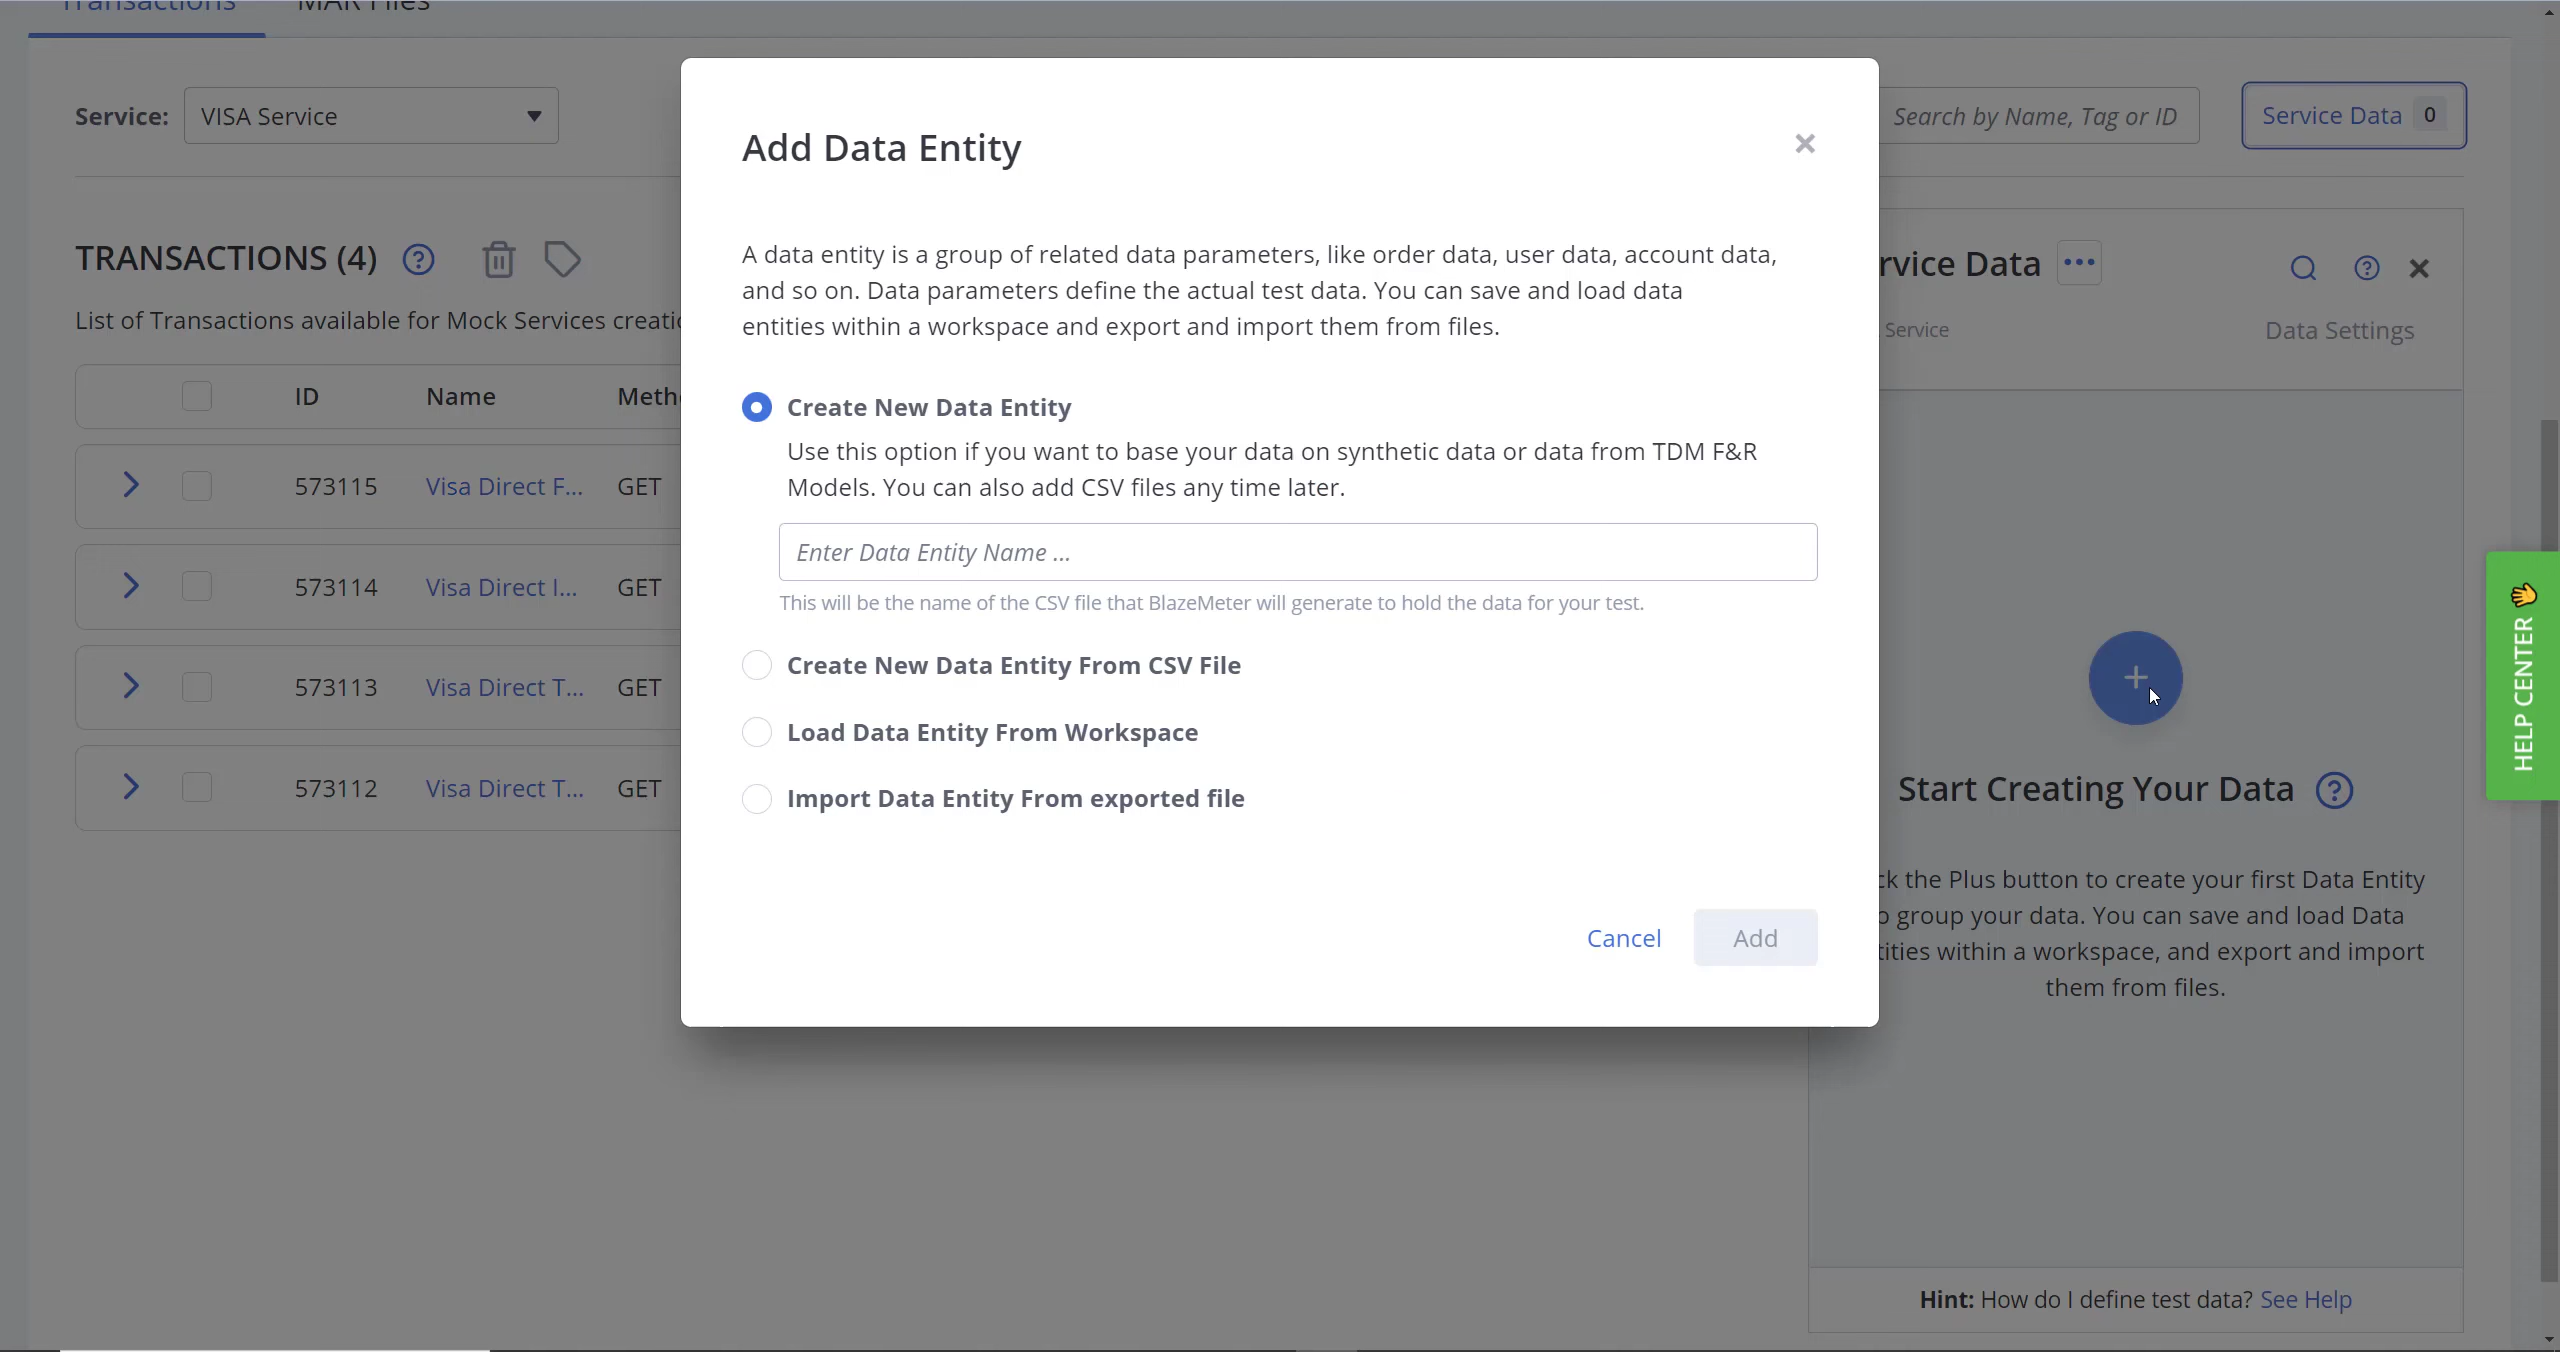 Transactions MAR Files
Service: VISA Service
Search by Name, Tag or ID
Service Data 0
TRANSACTIONS (4)
List of Transactions available for Mock Services
ID Name
573115 Visa Direct F... GET
573114 Visa Direct I... GET
573113 Visa Direct T... GET
573112 Visa Direct T... GET
Add Data Entity
A data entity is a group of related data parameters, like order data, user data, account data,
and so on. Data parameters define the actual test data. You can save and load data
entities within a workspace and export and import them from files.
Create New Data Entity
Use this option if you want to base your data on synthetic data or data from TDM F&R
Models. You can also add CSV files any time later.
Enter Data Entity Name ...
This will be the name of the CSV file that BlazeMeter will generate to hold the data for your test.
Create New Data Entity From CSV File
Load Data Entity From Workspace
Import Data Entity From exported file
Cancel Add
Data
Service Data Settings
Start Creating Your Data
the Plus button to create your first Data Entity
group your data. You can save and load Data
within a workspace, and export and import
them from files.
Hint: How do I define test data? See Help
HELP CENTER